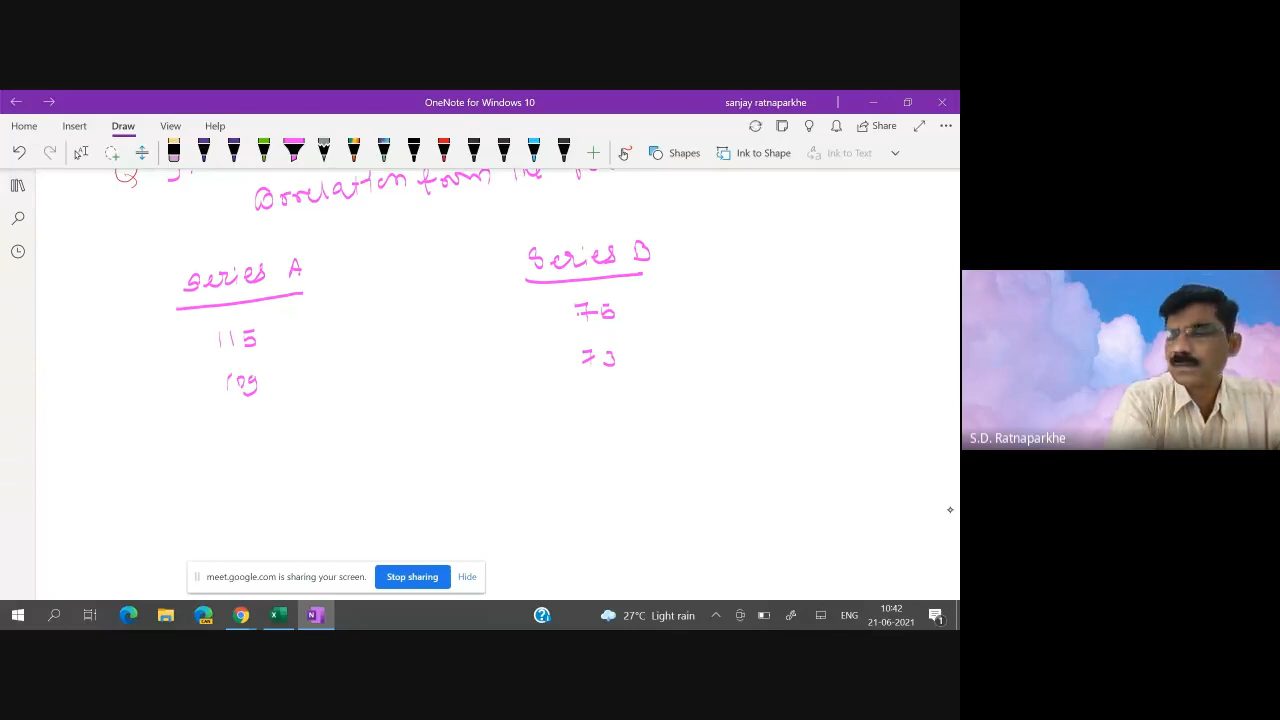 OneNote for Windows 10
sanjay ratnaparkhe
Home Insert Draw View Help
Share
Shapes
Ink to Shape
Ink to Text
Q
Correlation form the
Series A
Series B
115
75
109
73
S.D. Ratnaparkhe
meet.google.com is sharing your screen.
Stop sharing
Hide
27°C Light rain
ENG
10:42
21-06-2021